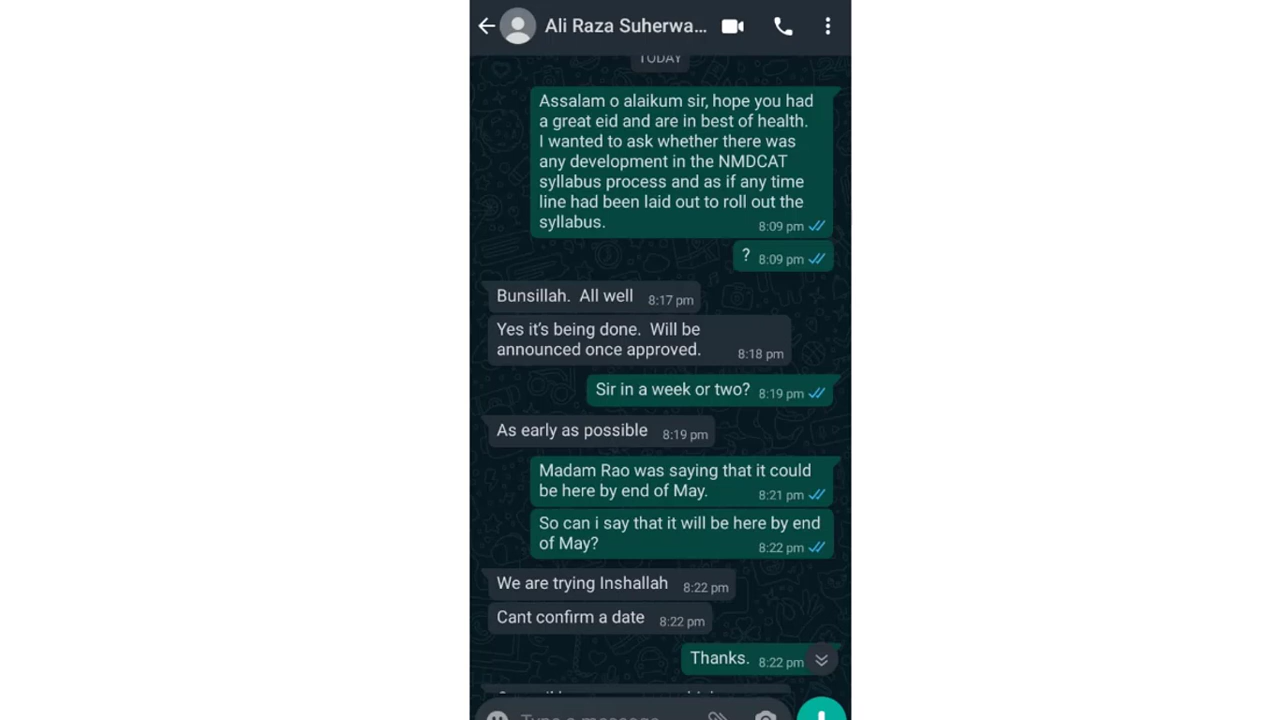 Ali Raza Suherwa...
TODAY
Assalam o alaikum sir, hope you had
a great eid and are in best of health.
I wanted to ask whether there was
any development in the NMDCAT
syllabus process and as if any time
line had been laid out to roll out the
syllabus. 8:09 pm
? 8:09 pm
Bunsillah. All well 8:17 pm
Yes it's being done. Will be
announced once approved. 8:18 pm
Sir in a week or two? 8:19 pm
As early as possible 8:19 pm
Madam Rao was saying that it could
be here by end of May. 8:21 pm
So can i say that it will be here by end
of May? 8:22 pm
We are trying Inshallah 8:22 pm
Cant confirm a date 8:22 pm
Thanks. 8:22 pm
Type a message